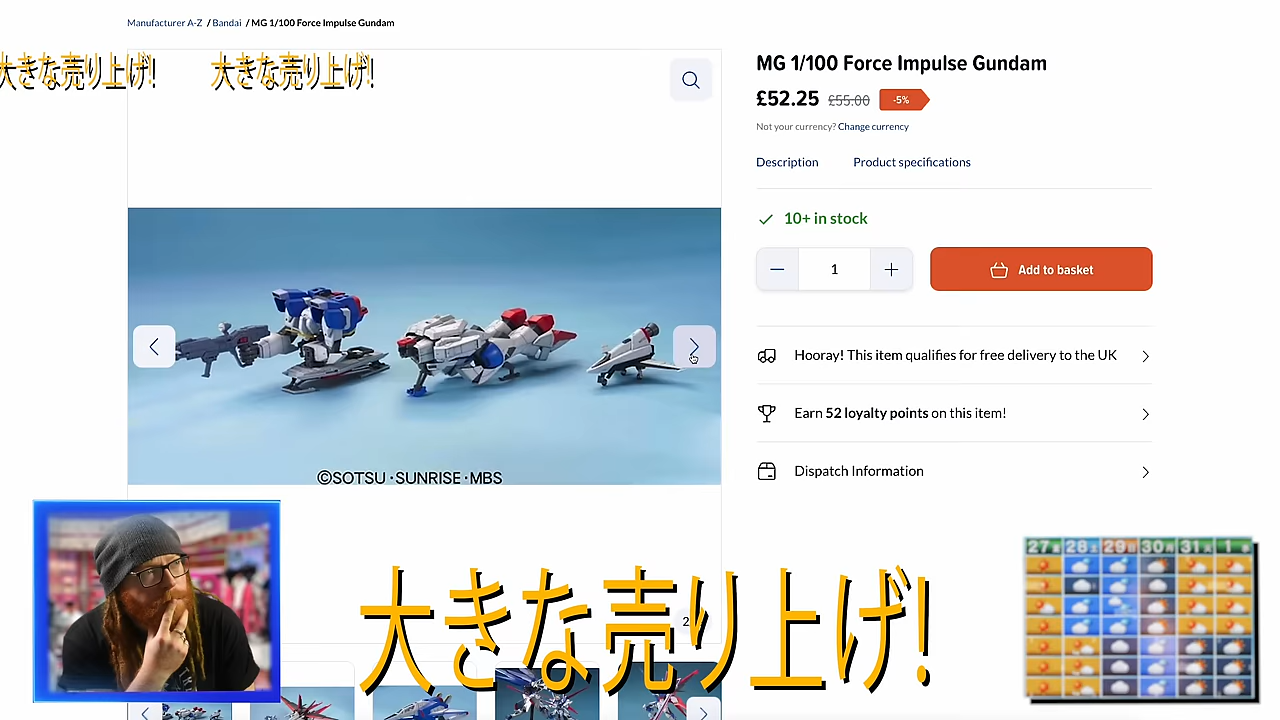 Manufacturer A-Z / Bandai / MG 1/100 Force Impulse Gundam
大きな売り上げ!
大きな売り上げ!
MG 1/100 Force Impulse Gundam
£52.25 £55.00 -5%
Not your currency? Change currency
Description Product specifications
10+ in stock
1
Add to basket
Hooray! This item qualifies for free delivery to the UK
Earn 52 loyalty points on this item!
Dispatch Information
©SOTSU・SUNRISE・MBS
大きな売り上げ!
27 28 29 30 31 1